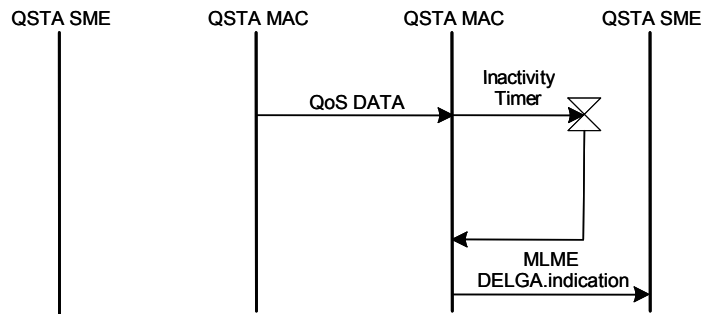 QSTA SME
QSTA MAC
QSTA MAC
QSTA SME
QoS DATA
Inactivity
Timer
MLME
DELGA.indication